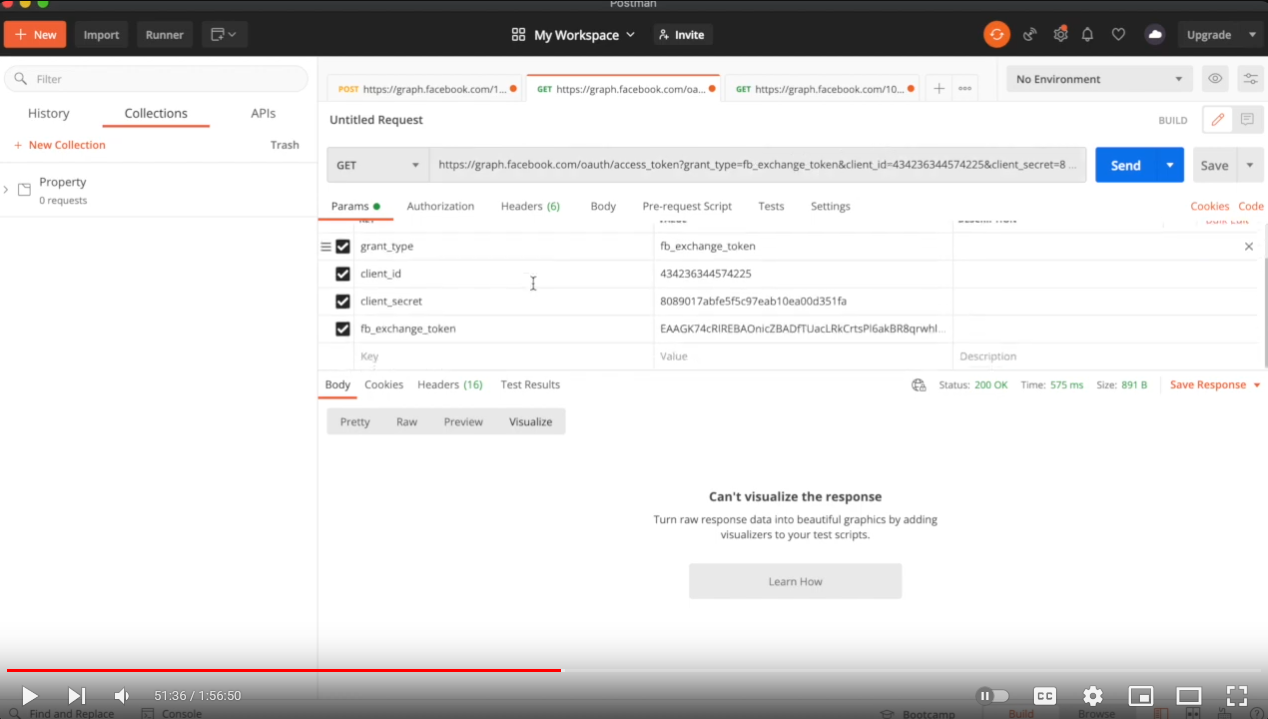 Postman
+ New Import Runner My Workspace Invite Upgrade
Filter
POST https://graph.facebook.com/1... GET https://graph.facebook.com/oa... GET https://graph.facebook.com/10... + No Environment
History Collections APIs
Untitled Request BUILD
+ New Collection Trash
GET https://graph.facebook.com/oauth/access_token?grant_type=fb_exchange_token&client_id=434236344574225&client_secret=8 ... Send Save
Property
0 requests
Params Authorization Headers (6) Body Pre-request Script Tests Settings Cookies Code
KEY VALUE DESCRIPTION Bulk Edit
grant_type fb_exchange_token
client_id 434236344574225
client_secret 8089017abfe5f5c97eab10ea00d351fa
fb_exchange_token
Key Value Description
Body Cookies Headers (16) Test Results Status: 200 OK Time: 575 ms Size: 891 B Save Response
Pretty Raw Preview Visualize
Can't visualize the response
Turn raw response data into beautiful graphics by adding
visualizers to your test scripts.
Learn How
51:36 / 1:56:50 CC
Find and Replace Console Bootcamp Build Browse